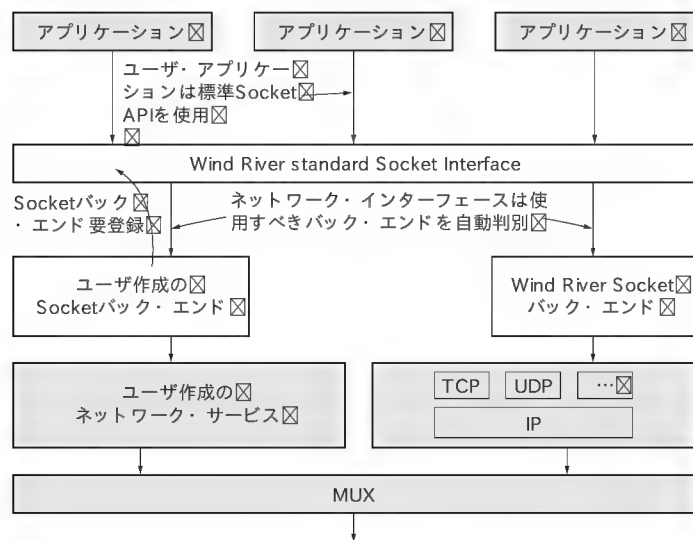 アプリケーション
アプリケーション
アプリケーション
ユーザ・アプリケー
ションは標準Socket
APIを使用
Wind River standard Socket Interface
Socketバック
・エンド要登録
ネットワーク・インターフェースは使
用すべきバック・エンドを自動判別
ユーザ作成の
Socketバック・エンド
Wind River Socket
バック・エンド
ユーザ作成の
ネットワーク・サービス
TCP
UDP
…
IP
MUX